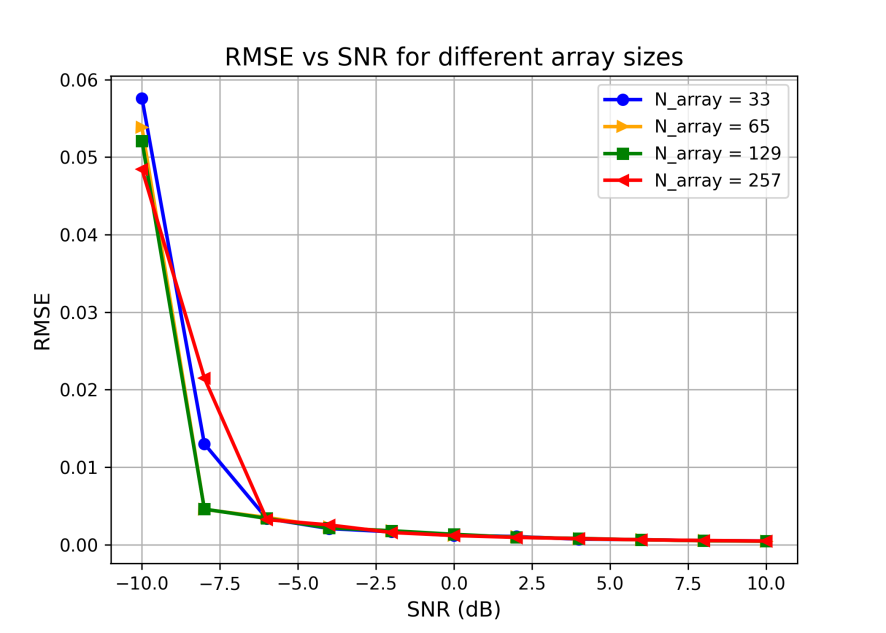 RMSE vs SNR for different array sizes
N_array = 33
N_array = 65
N_array = 129
N_array = 257
RMSE
0.06
0.05
0.04
0.03
0.02
0.01
0.00
−10.0 −7.5 −5.0 −2.5 0.0 2.5 5.0 7.5 10.0
SNR (dB)